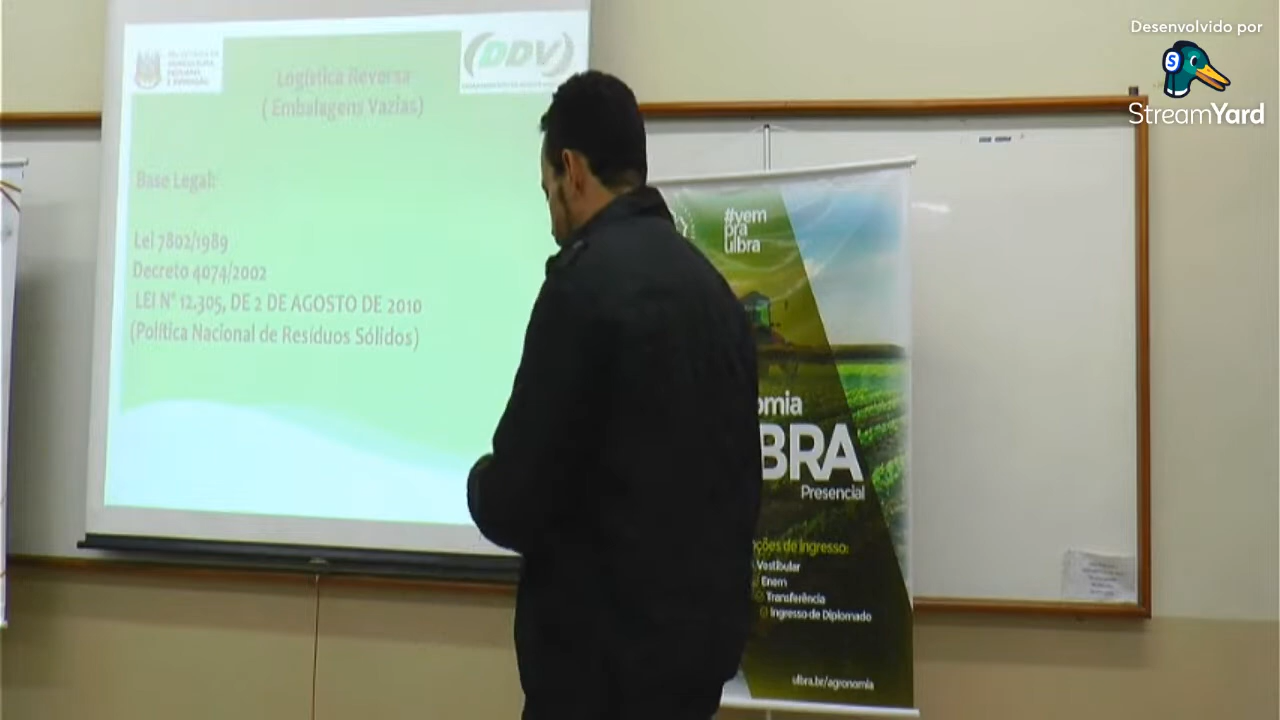 Desenvolvido por
StreamYard
DDV
Logística Reversa
( Embalagens Vazias)
Base Legal:
Lei 7802/1989
Decreto 4074/2002
LEI Nº 12.305, DE 2 DE AGOSTO DE 2010
(Política Nacional de Resíduos Sólidos)
#vem
pra
ulbra
omia
BRA
Presencial
ções de ingresso:
Vestibular
Enem
Transferência
Ingresso de Diplomado
ulbra.br/agronomia